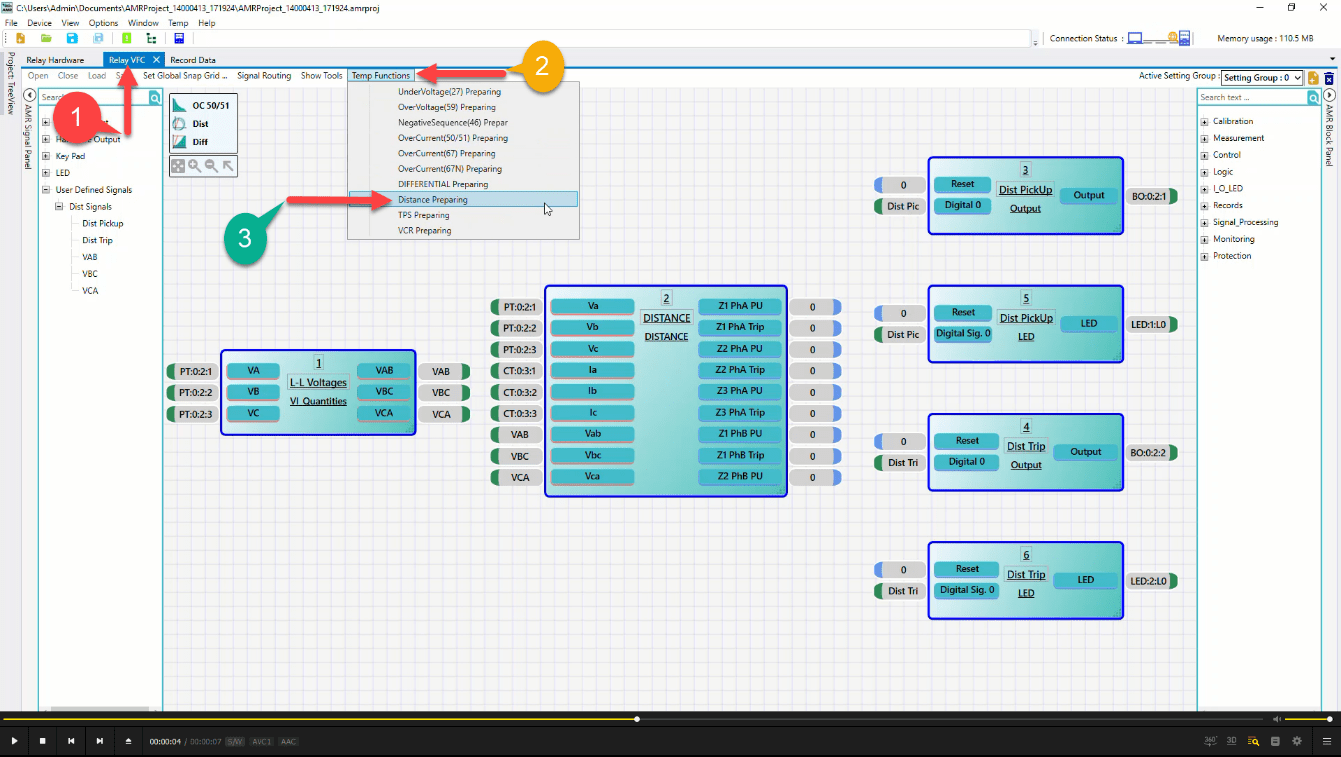 C:\Users\Admin\Documents\AMRProject_14000413_171924\AMRProject_14000413_171924.amrproj
File Device View Options Window Temp Help
Connection Status :
Memory usage : 110.5 MB
Relay Hardware Relay VFC Record Data
Open Close Load Set Global Snap Grid ... Signal Routing Show Tools Temp Functions
Active Setting Group : Setting Group : 0
Project TreeView
AMR Signal Panel
Output
Key Pad
LED
User Defined Signals
Dist Signals
Dist Pickup
Dist Trip
VAB
VBC
VCA
OC 50/51
Dist
Diff
UnderVoltage(27) Preparing
OverVoltage(59) Preparing
NegativeSequence(46) Prepar
OverCurrent(50/51) Preparing
OverCurrent(67) Preparing
OverCurrent(67N) Preparing
DIFFERENTIAL Preparing
Distance Preparing
TPS Preparing
VCR Preparing
1
2
3
PT:0:2:1 VA VAB VAB
PT:0:2:2 VB VBC VBC
PT:0:2:3 VC VCA VCA
1
L-L Voltages
VI_Quantities
2
DISTANCE
DISTANCE
PT:0:2:1 Va Z1 PhA PU 0
PT:0:2:2 Vb Z1 PhA Trip 0
PT:0:2:3 Vc Z2 PhA PU 0
CT:0:3:1 Ia Z2 PhA Trip 0
CT:0:3:2 Ib Z3 PhA PU 0
CT:0:3:3 Ic Z3 PhA Trip 0
VAB Vab Z1 PhB PU 0
VBC Vbc Z1 PhB Trip 0
VCA Vca Z2 PhB PU 0
3
Dist PickUp
Output
0 Reset
Dist Pic Digital 0
Output BO:0:2:1
5
Dist PickUp
LED
0 Reset
Dist Pic Digital Sig. 0
LED LED:1:L0
4
Dist Trip
Output
0 Reset
Dist Tri Digital 0
Output BO:0:2:2
6
Dist Trip
LED
0 Reset
Dist Tri Digital Sig. 0
LED LED:2:L0
Search text ...
Calibration
Measurement
Control
Logic
I_O_LED
Records
Signal_Processing
Monitoring
Protection
AMR Block Panel
00:00:04 / 00:00:07 S/W AVC1 AAC
360° 3D